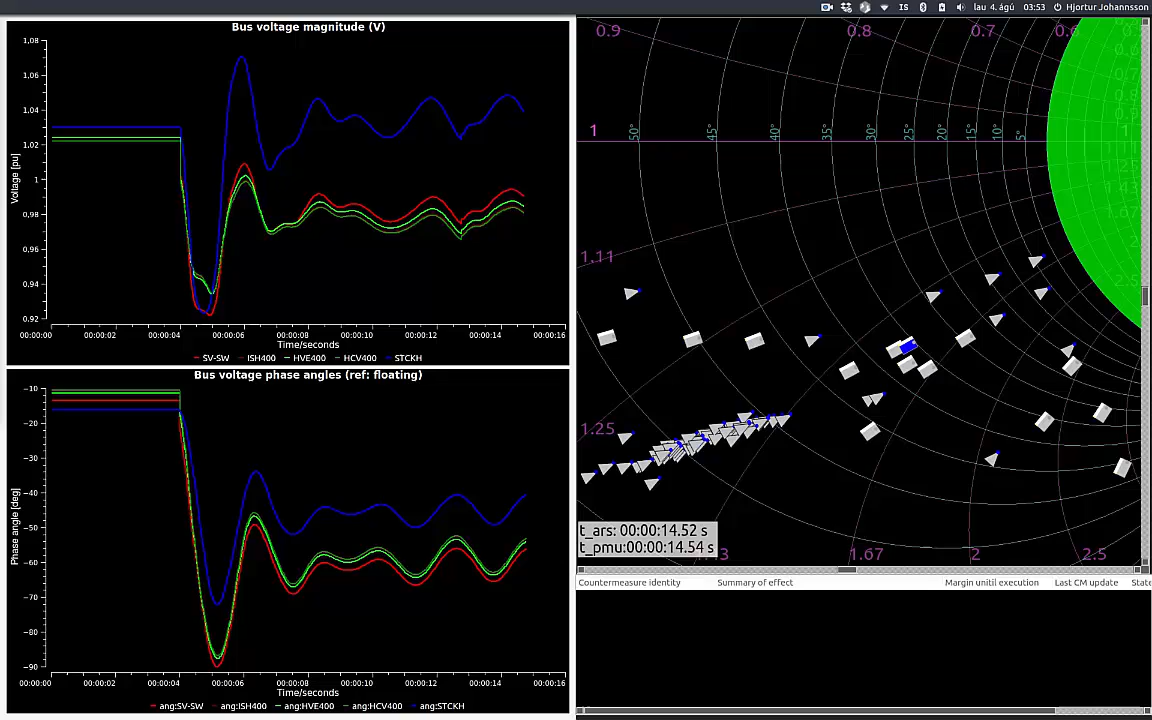 IS lau 4. ágú 03:53 Hjortur Johannsson
Bus voltage magnitude (V)
1,08
1,06
1,04
1,02
1
0,98
0,96
0,94
0,92
Voltage [pu]
00:00:00 00:00:02 00:00:04 00:00:06 00:00:08 00:00:10 00:00:12 00:00:14 00:00:16
Time/seconds
SV-SW ISH400 HVE400 HCV400 STCKH
Bus voltage phase angles (ref: floating)
-10
-20
-30
-40
-50
-60
-70
-80
-90
Phase angle [deg]
00:00:00 00:00:02 00:00:04 00:00:06 00:00:08 00:00:10 00:00:12 00:00:14 00:00:16
Time/seconds
ang:SV-SW ang:ISH400 ang:HVE400 ang:HCV400 ang:STCKH
0.9 0.8 0.7 0.6
1 50° 45° 40° 35° 30° 25° 20° 15° 10° 5° 1
1.11
1.25
1.67 2 2.5
t_ars: 00:00:14.52 s
t_pmu:00:00:14.54 s
Countermeasure identity Summary of effect Margin unitil execution Last CM update State